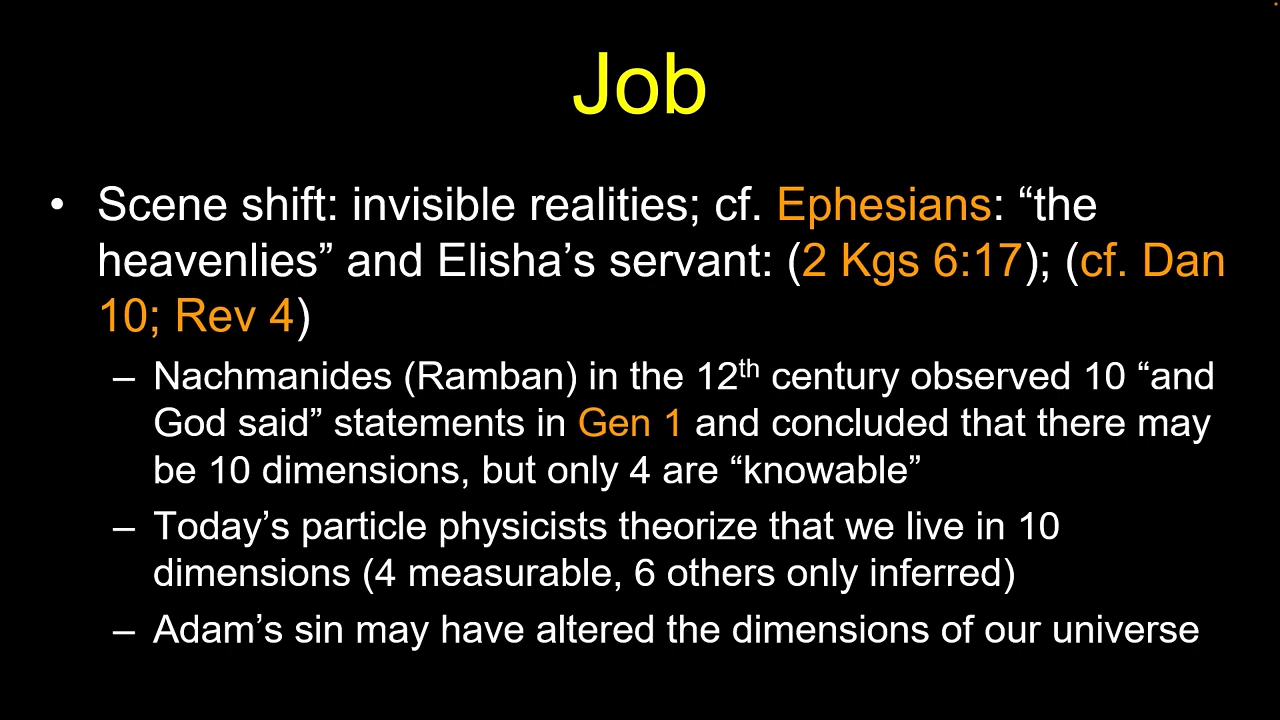 Job
• Scene shift: invisible realities; cf. Ephesians: “the
heavenlies” and Elisha’s servant: (2 Kgs 6:17); (cf. Dan
10; Rev 4)
– Nachmanides (Ramban) in the 12th century observed 10 “and
God said” statements in Gen 1 and concluded that there may
be 10 dimensions, but only 4 are “knowable”
– Today’s particle physicists theorize that we live in 10
dimensions (4 measurable, 6 others only inferred)
– Adam’s sin may have altered the dimensions of our universe